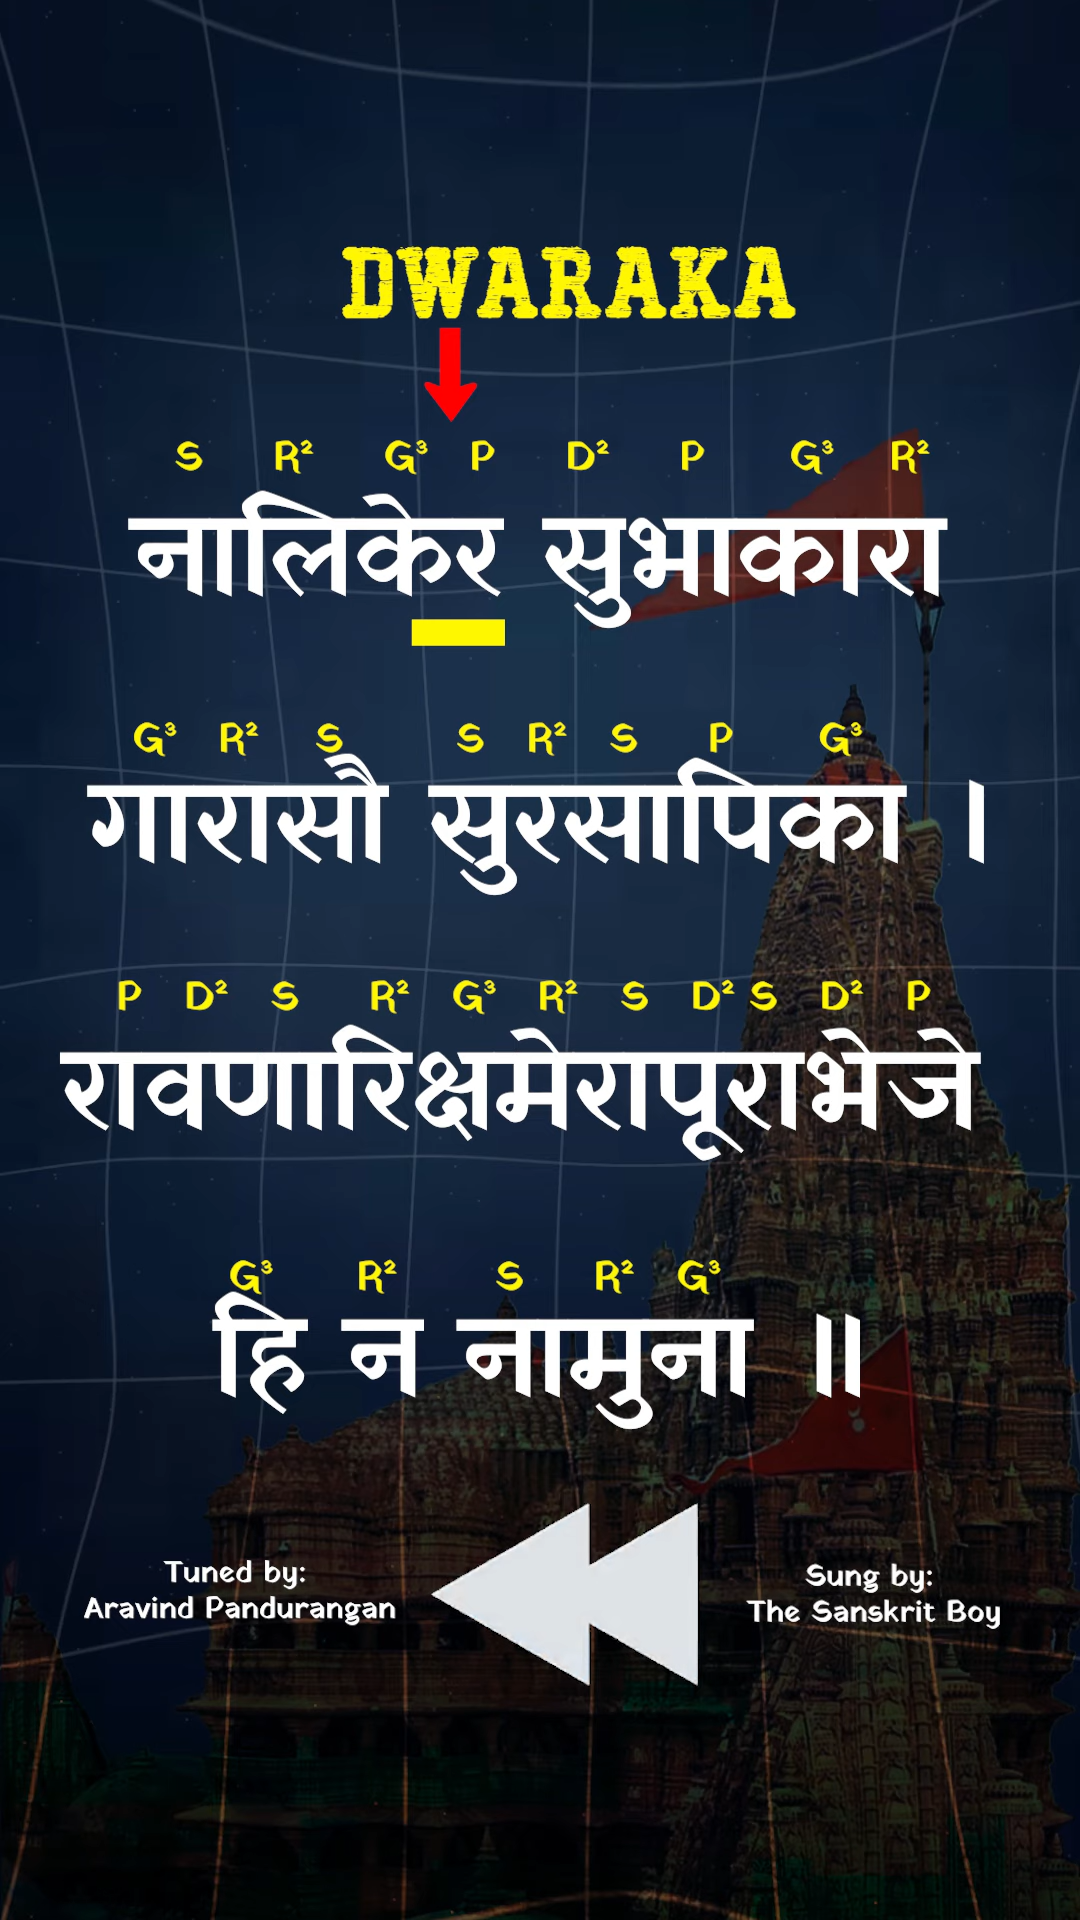 DWARAKA
S R² G³ P D² P G³ R²
नालिकेर सुभाकारा
G³ R² S S R² S P G³
गारासौ सुरसापिका ।
P D² S R² G³ R² S D² S D² P
रावणारिक्षमेरापूराभेजे
G³ R² S R² G³
हि न नामुना ॥
Tuned by:
Aravind Pandurangan
Sung by:
The Sanskrit Boy